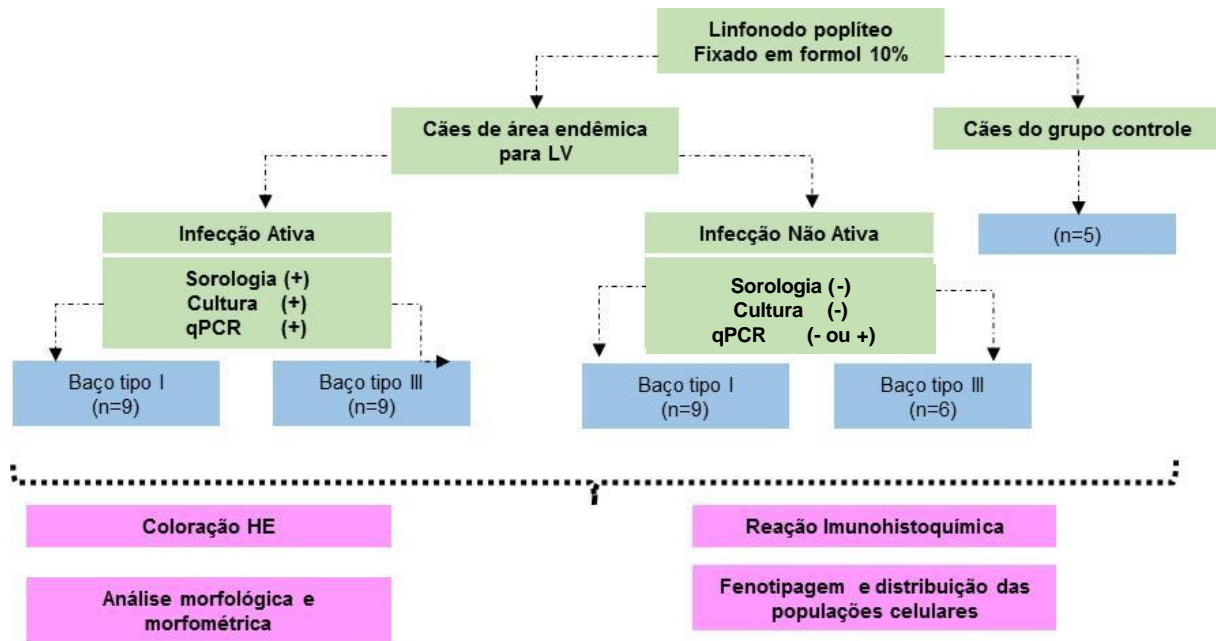 Linfonodo poplíteo
Fixado em formol 10%
Cães de área endêmica
para LV
Cães do grupo controle
Infecção Ativa
Infecção Não Ativa
(n=5)
Sorologia (+)
Cultura (+)
qPCR (+)
Sorologia (-)
Cultura (-)
qPCR (- ou +)
Baço tipo I
(n=9)
Baço tipo III
(n=9)
Baço tipo I
(n=9)
Baço tipo III
(n=6)
Coloração HE
Reação Imunohistoquímica
Análise morfológica e
morfométrica
Fenotipagem e distribuição das
populações celulares